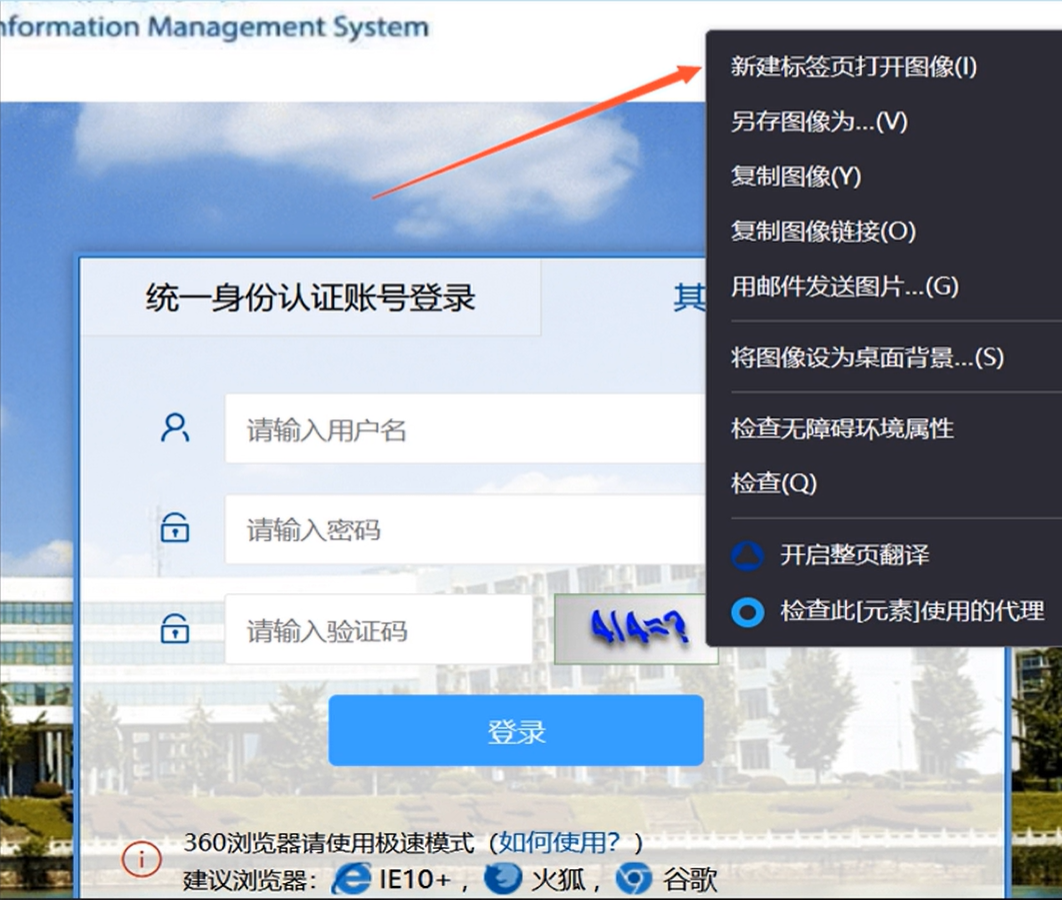 Information Management System
新建标签页打开图像(I)
另存图像为...(V)
复制图像(Y)
复制图像链接(O)
用邮件发送图片...(G)
将图像设为桌面背景...(S)
检查无障碍环境属性
检查(Q)
开启整页翻译
检查此[元素]使用的代理
统一身份认证账号登录
其
请输入用户名
请输入密码
请输入验证码
4/4=?
登录
360浏览器请使用极速模式（如何使用？）
建议浏览器： IE10+， 火狐， 谷歌